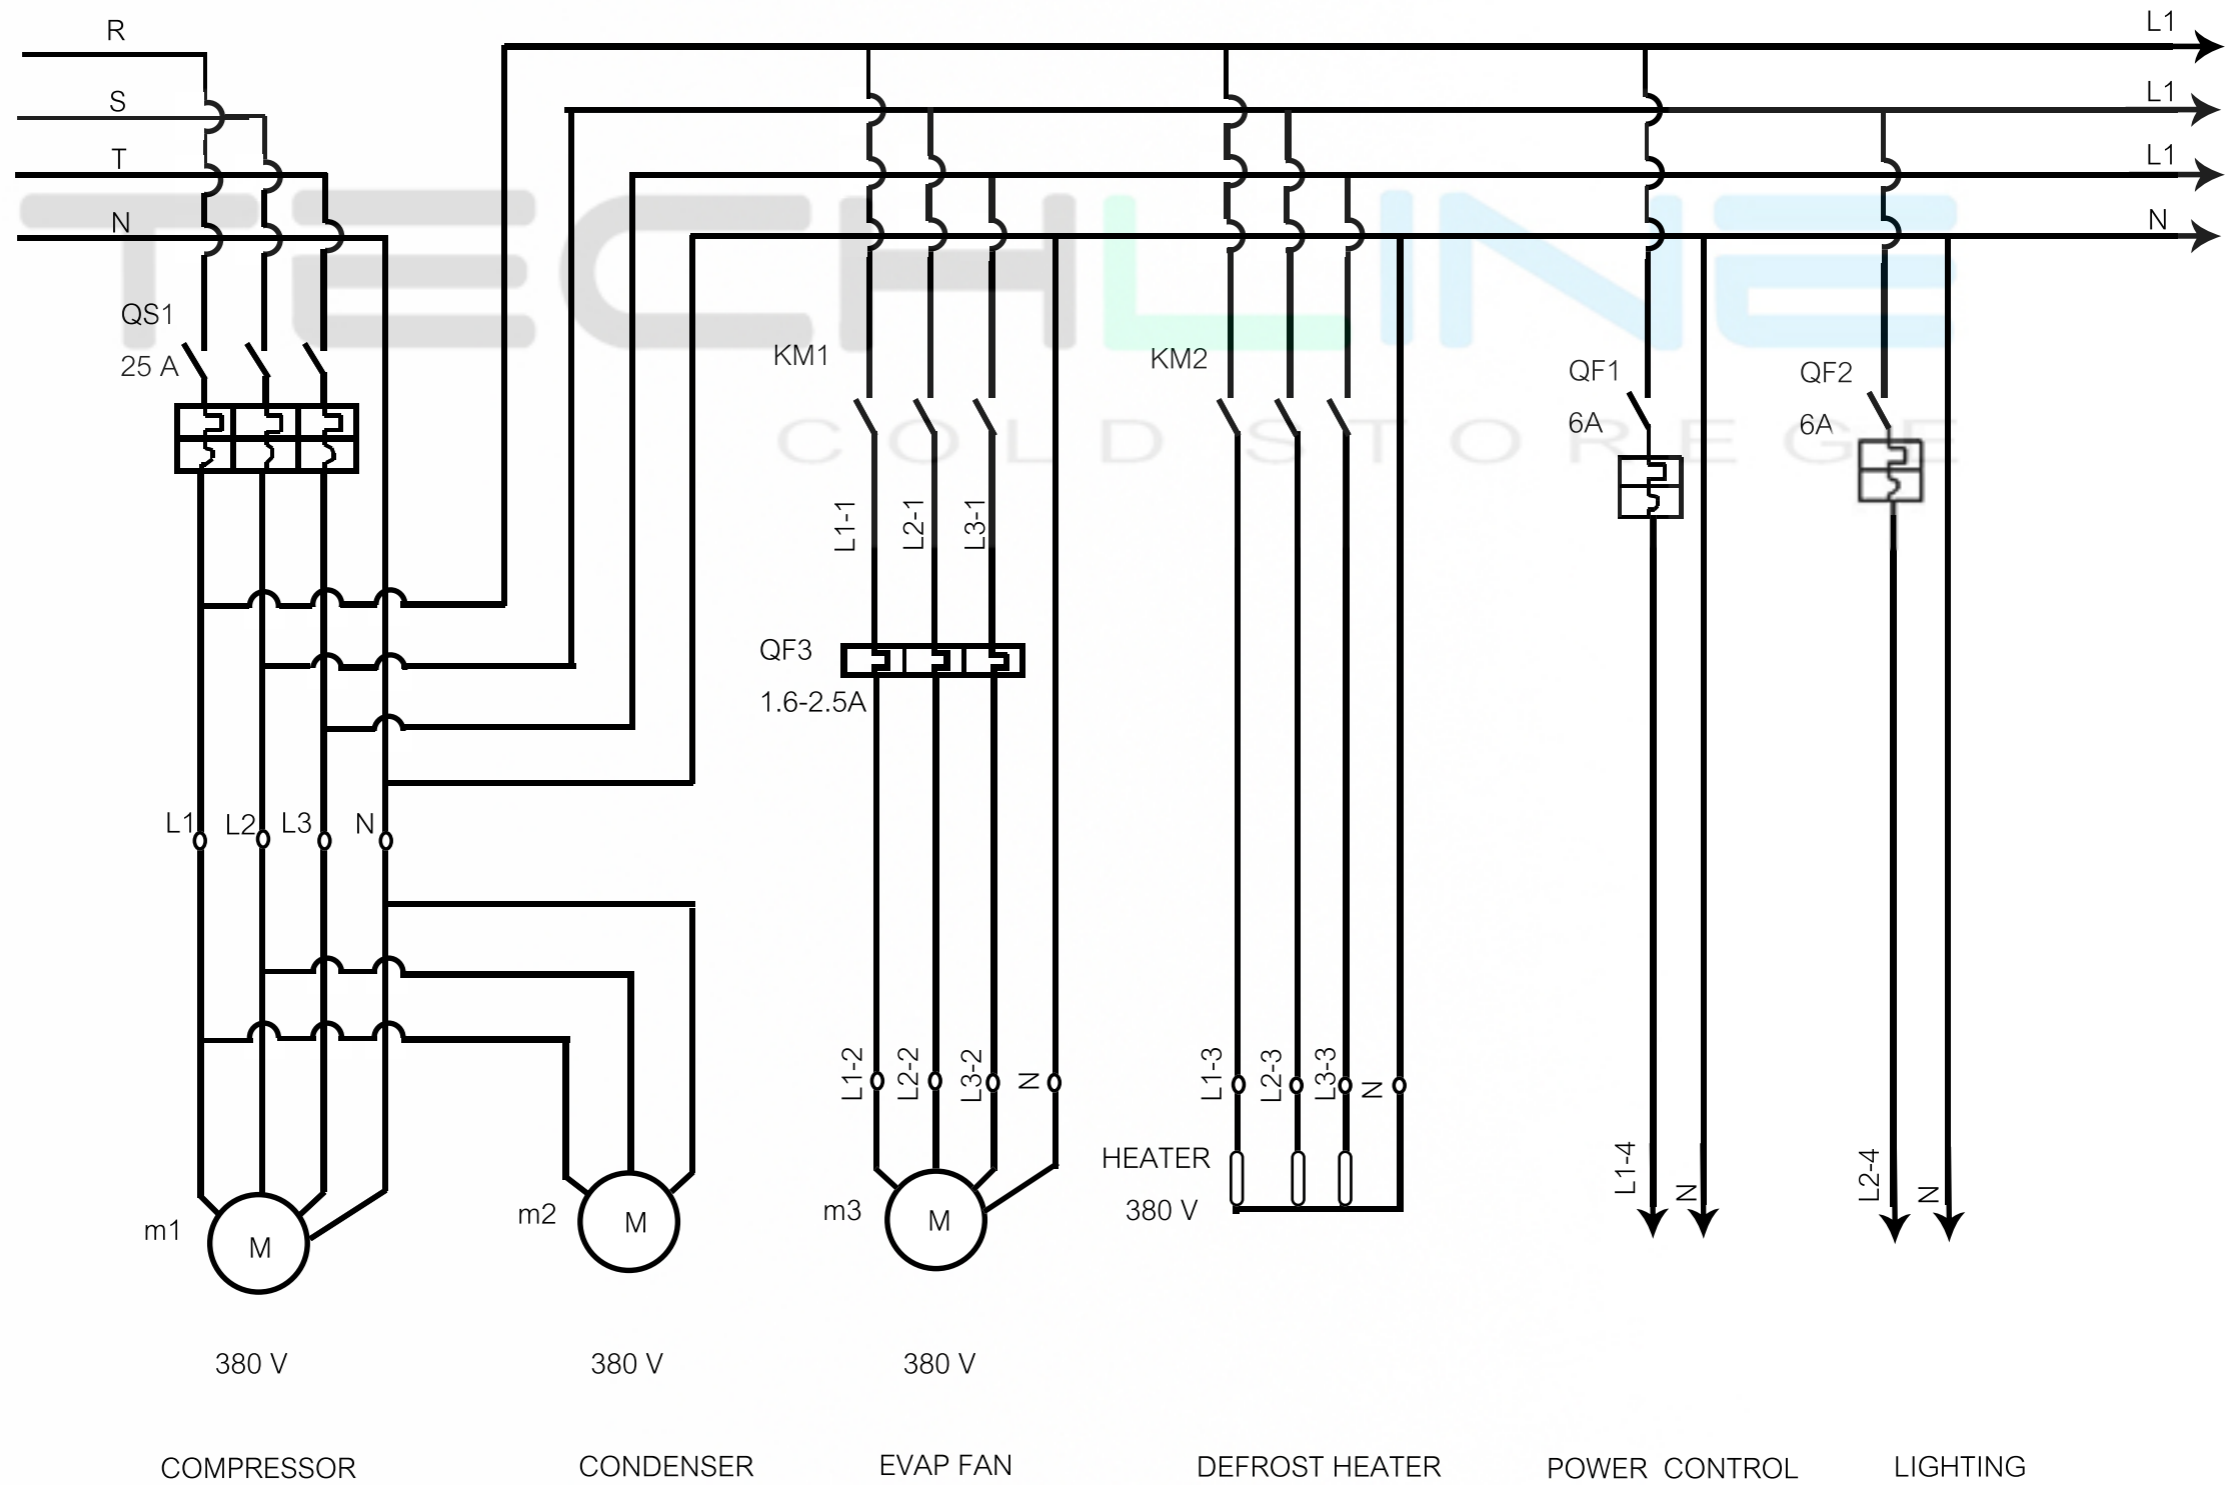 R
L1
S
L1
T
L1
N
N
TECHLINE
COLD STOREGE
QS1
25 A
KM1
KM2
QF1
6A
QF2
6A
L1-1
L2-1
L3-1
QF3
1.6-2.5A
L1
L2
L3
N
L1-2
L2-2
L3-2
N
L1-3
L2-3
L3-3
N
HEATER
380 V
L1-4
N
L2-4
N
m1
M
m2
M
m3
M
380 V
380 V
380 V
COMPRESSOR
CONDENSER
EVAP FAN
DEFROST HEATER
POWER CONTROL
LIGHTING